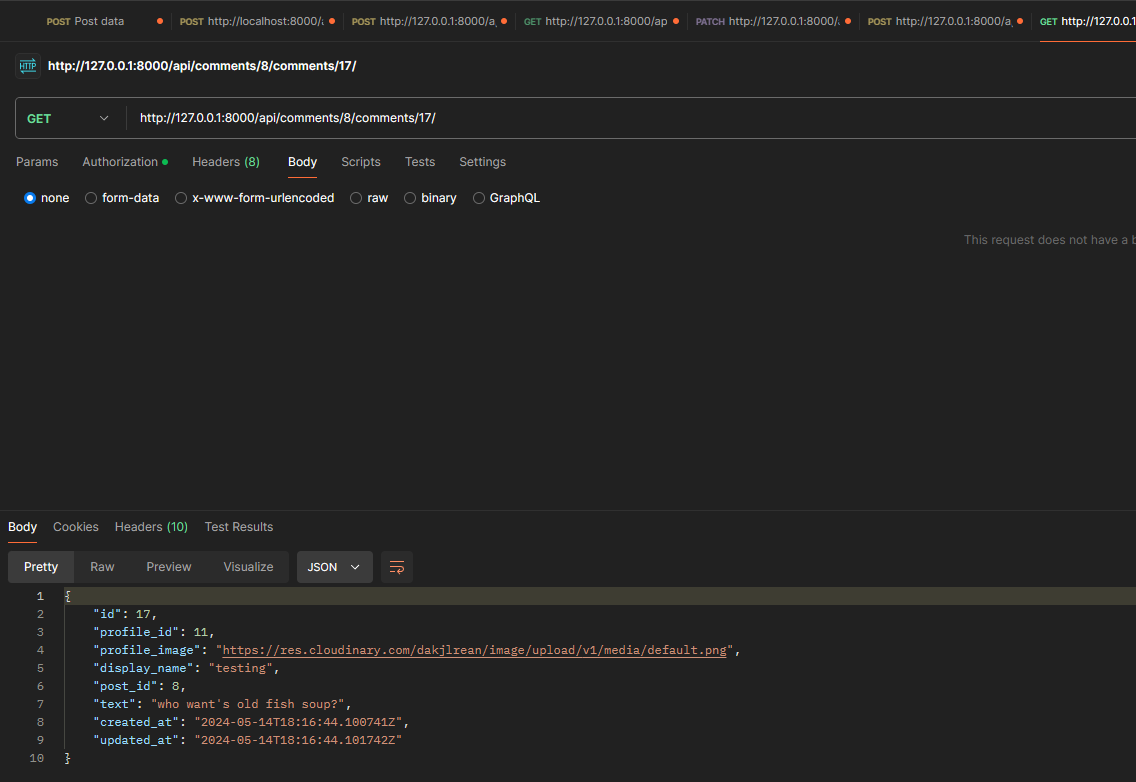 POST Post data POST http://localhost:8000/a POST http://127.0.0.1:8000/a GET http://127.0.0.1:8000/ap PATCH http://127.0.0.1:8000/ POST http://127.0.0.1:8000/a GET http://127.0.0.1
HTTP http://127.0.0.1:8000/api/comments/8/comments/17/
GET http://127.0.0.1:8000/api/comments/8/comments/17/
Params Authorization Headers (8) Body Scripts Tests Settings
none form-data x-www-form-urlencoded raw binary GraphQL
This request does not have a b
Body Cookies Headers (10) Test Results
Pretty Raw Preview Visualize JSON
1 {
2 "id": 17,
3 "profile_id": 11,
4 "profile_image": "https://res.cloudinary.com/dakjlrean/image/upload/v1/media/default.png",
5 "display_name": "testing",
6 "post_id": 8,
7 "text": "who want's old fish soup?",
8 "created_at": "2024-05-14T18:16:44.100741Z",
9 "updated_at": "2024-05-14T18:16:44.101742Z"
10 }